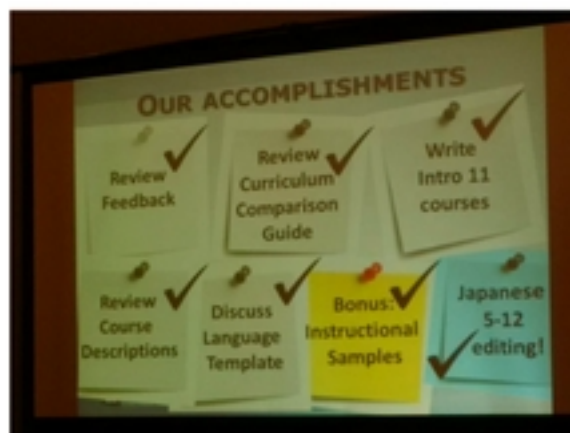 OUR ACCOMPLISHMENTS
Review
Feedback
Review
Curriculum
Comparison
Guide
Write
Intro 11
courses
Review
Course
Descriptions
Discuss
Language
Template
Bonus:
Instructional
Samples
Japanese
5-12
editing!